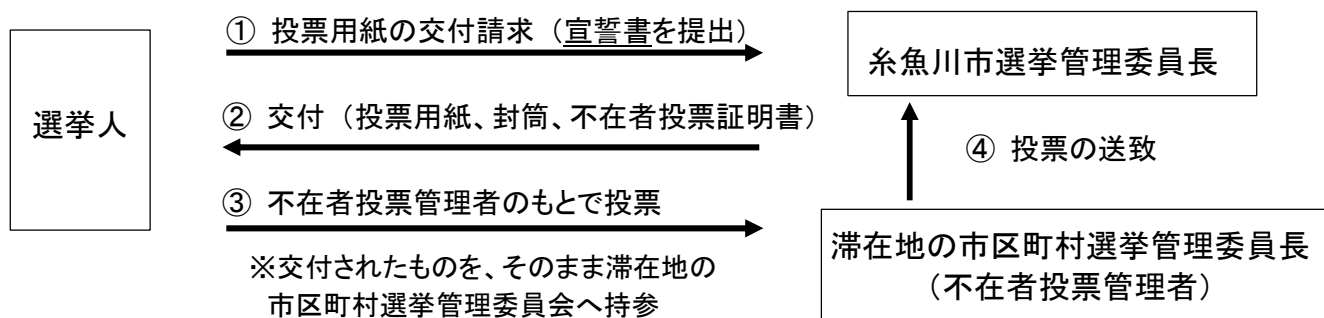 ① 投票用紙の交付請求（宣誓書を提出）
糸魚川市選挙管理委員長
選挙人
② 交付（投票用紙、封筒、不在者投票証明書）
④ 投票の送致
③ 不在者投票管理者のもとで投票
滞在地の市区町村選挙管理委員長
（不在者投票管理者）
※交付されたものを、そのまま滞在地の
市区町村選挙管理委員会へ持参